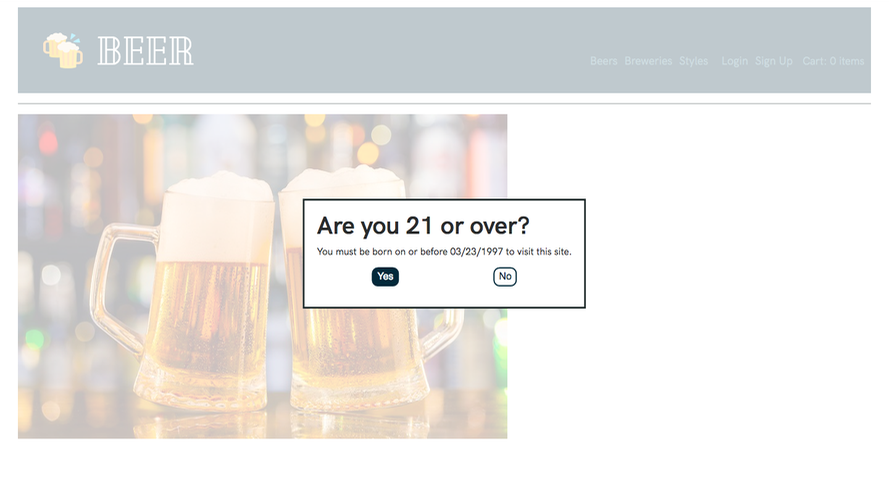 BEER
Beers Breweries Styles Login Sign Up Cart: 0 items
Are you 21 or over?
You must be born on or before 03/23/1997 to visit this site.
Yes No